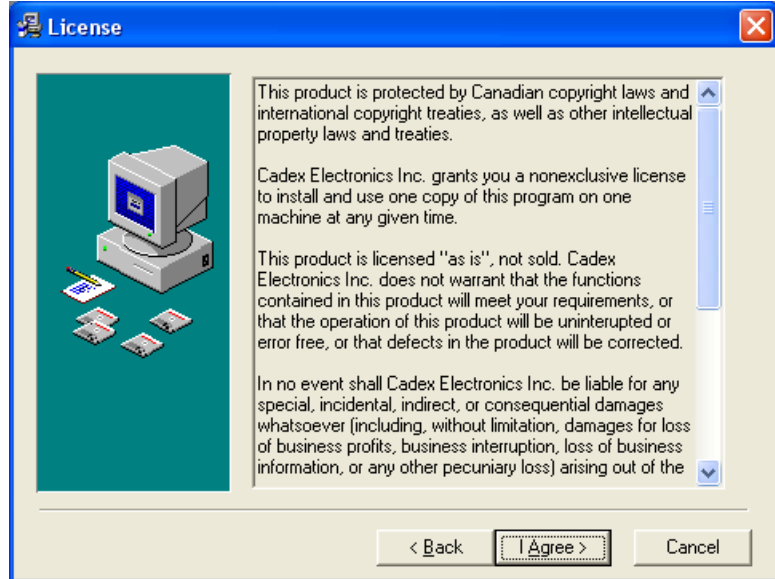 License
This product is protected by Canadian copyright laws and
international copyright treaties, as well as other intellectual
property laws and treaties.
Cadex Electronics Inc. grants you a nonexclusive license
to install and use one copy of this program on one
machine at any given time.
This product is licensed "as is", not sold. Cadex
Electronics Inc. does not warrant that the functions
contained in this product will meet your requirements, or
that the operation of this product will be uninterupted or
error free, or that defects in the product will be corrected.
In no event shall Cadex Electronics Inc. be liable for any
special, incidental, indirect, or consequential damages
whatsoever (including, without limitation, damages for loss
of business profits, business interruption, loss of business
information, or any other pecuniary loss) arising out of the
< Back I Agree > Cancel